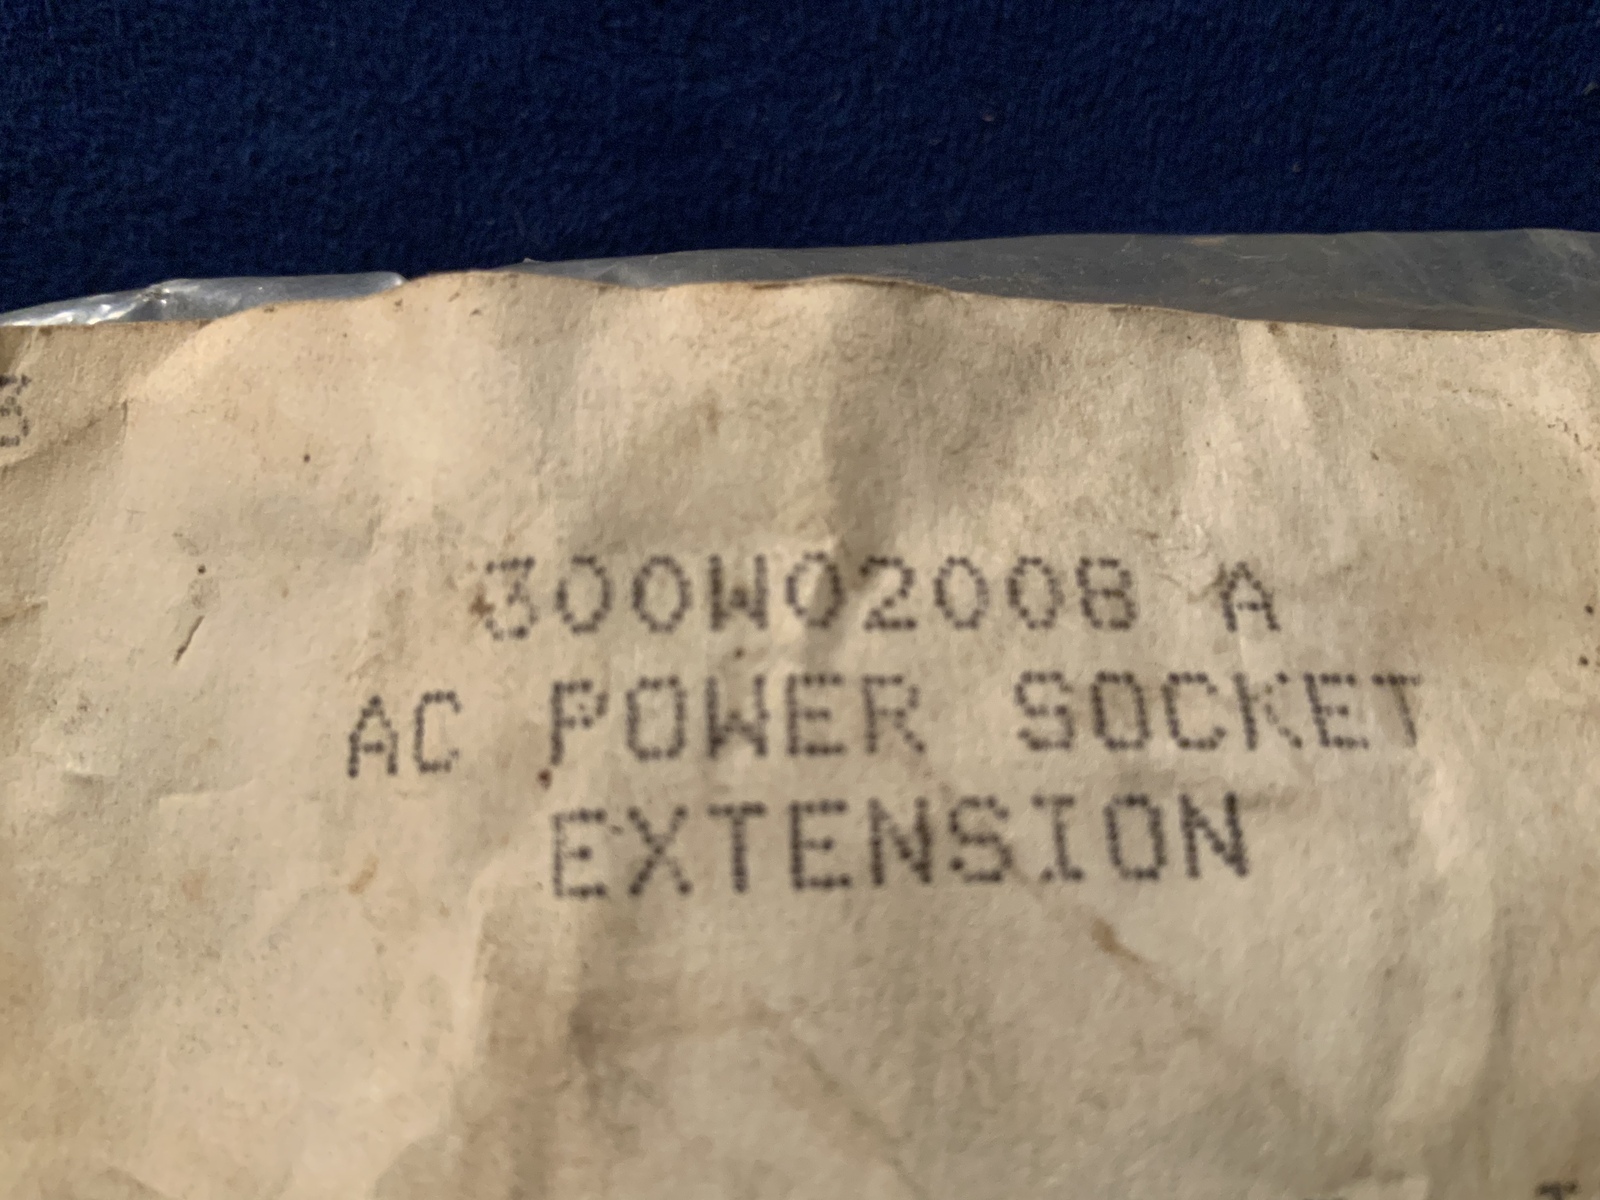 300W02008 A
AC POWER SOCKET
EXTENSION